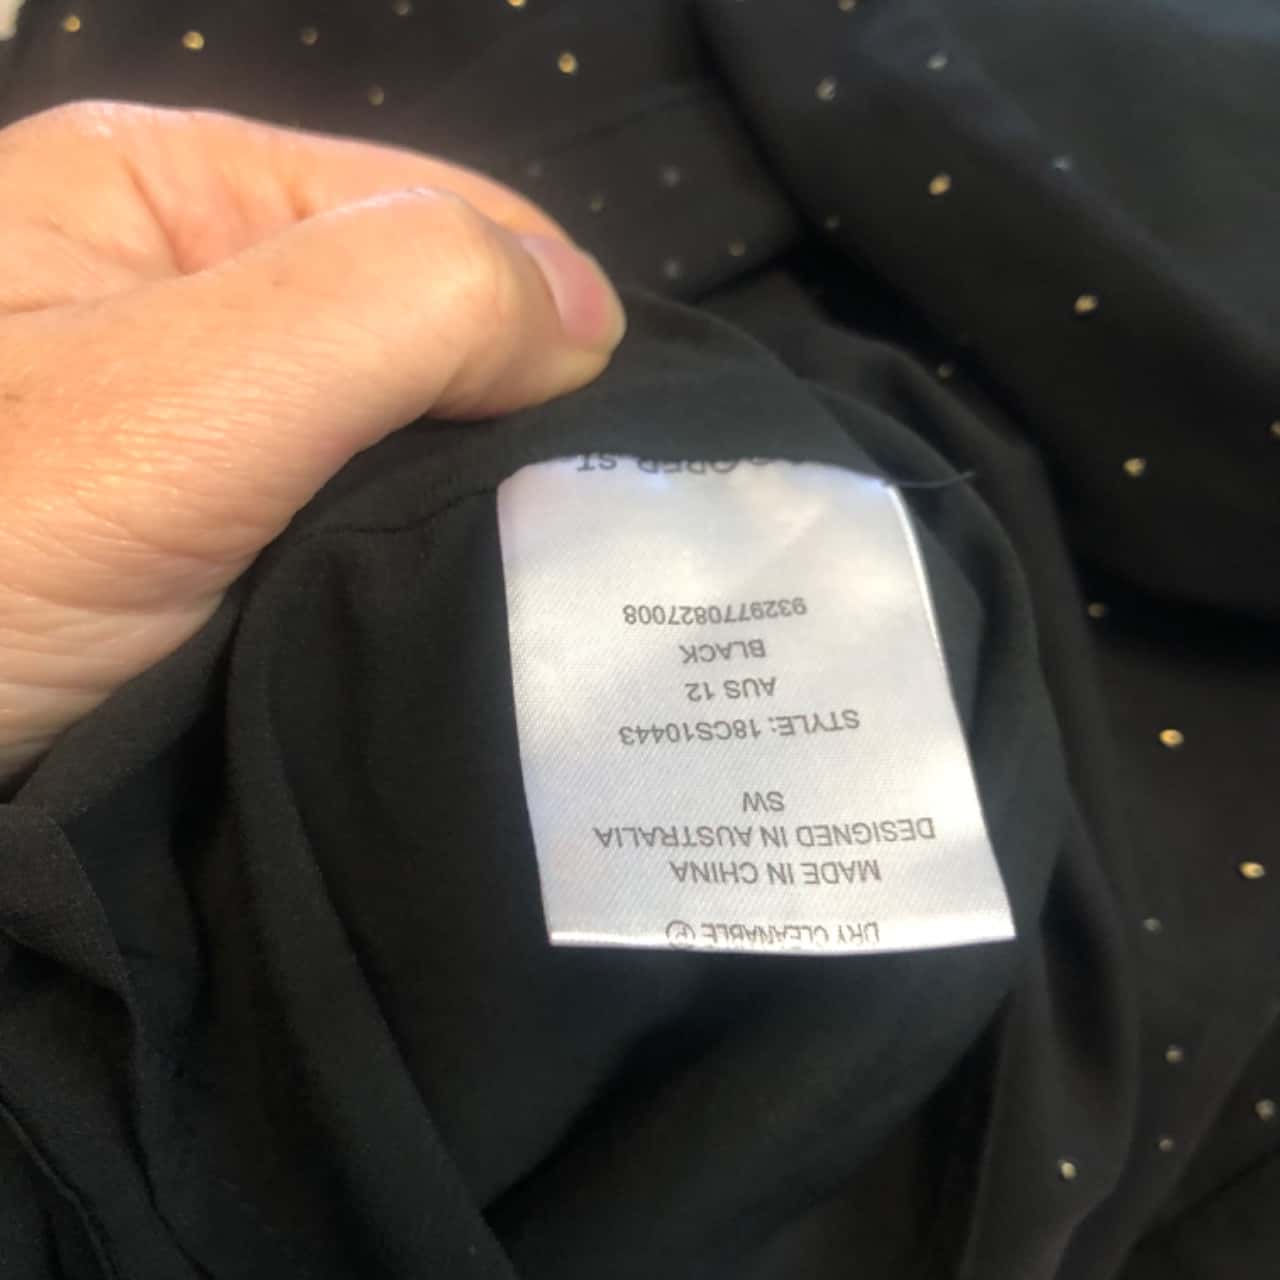 DRY CLEANABLE Ⓟ
MADE IN CHINA
DESIGNED IN AUSTRALIA
SW
STYLE: 18CS10443
AUS 12
BLACK
9329770827008